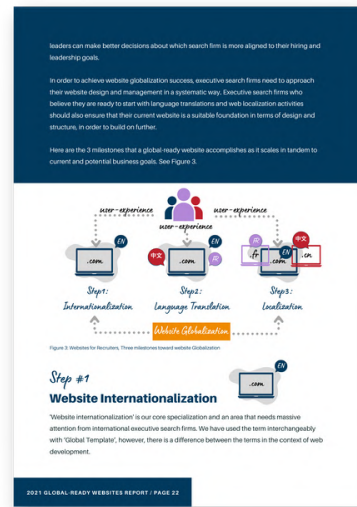 leaders can make better decisions about which search firm is more aligned to their hiring and
leadership goals.
In order to achieve website globalization success, executive search firms need to approach
their website design and management in a systematic way. Executive search firms who
believe they are ready to start with language translations and web localization activities
should also ensure that their current website is a suitable foundation in terms of design and
structure, in order to build on further.
Here are the 3 milestones that a global-ready website accomplishes as it scales in tandem to
current and potential business goals. See Figure 3.
user-experience user-experience
user-experience
EN
.com
中文 EN
.com
FR
FR EN 中文
.fr .com .cn
Step1: Step2: Step3:
Internationalization Language Translation Localization
Website Globalization
Figure 3: Websites for Recruiters, Three milestones toward website Globalization
Step #1
EN
.com
Website Internationalization
'Website internationalization' is our core specialization and an area that needs massive
attention from international executive search firms. We have used the term interchangeably
with 'Global Template', however, there is a difference between the terms in the context of web
development.
2021 GLOBAL-READY WEBSITES REPORT / PAGE 22